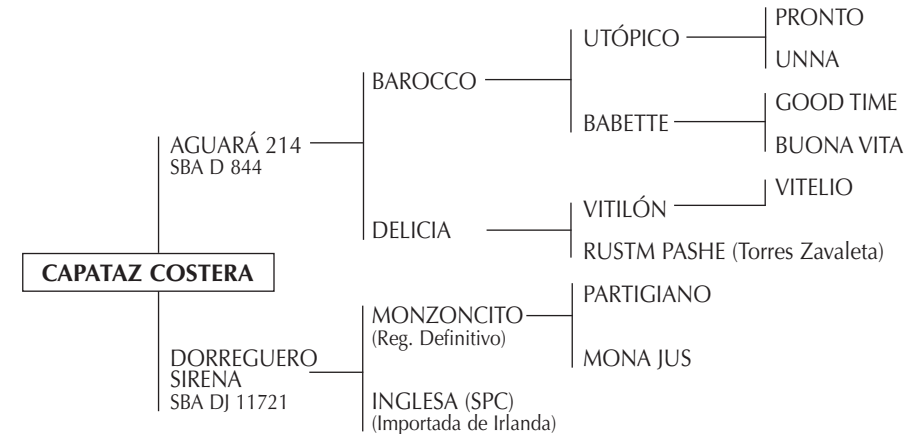 PRONTO
UTÓPICO
UNNA
BAROCCO
GOOD TIME
BABETTE
BUONA VITA
AGUARÁ 214
SBA D 844
VITELIO
VITILÓN
DELICIA
RUSTM PASHE (Torres Zavaleta)
CAPATAZ COSTERA
PARTIGIANO
MONZONCITO
(Reg. Definitivo)
MONA JUS
DORREGUERO
SIRENA
SBA DJ 11721
INGLESA (SPC)
(Importada de Irlanda)